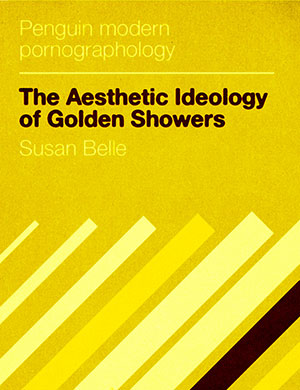 Penguin modern
pornographology
The Aesthetic Ideology
of Golden Showers
Susan Belle